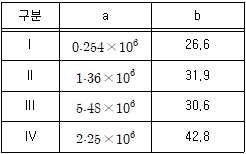 구분 a b
I 0.254×10⁶ 26.6
II 1.36×10⁶ 31.9
III 5.48×10⁶ 30.6
IV 2.25×10⁶ 42.8